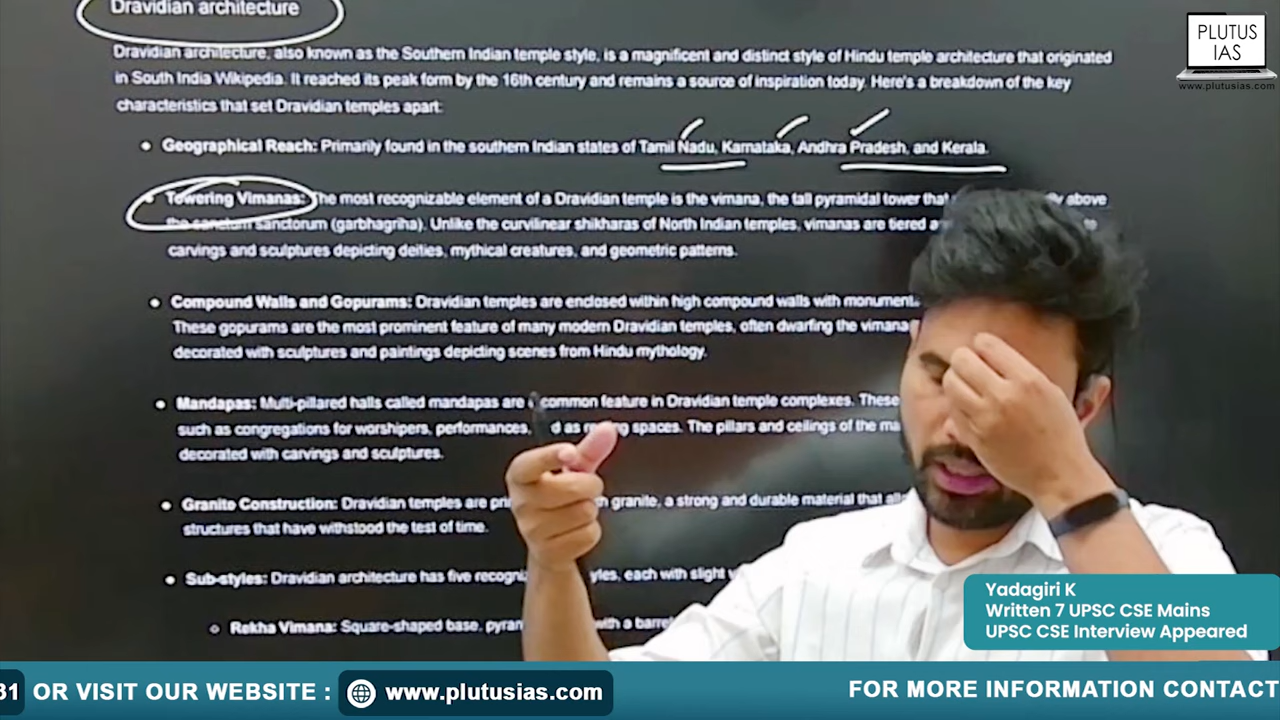 Dravidian architecture
PLUTUS
IAS
www.plutusias.com
Dravidian architecture, also known as the Southern Indian temple style, is a magnificent and distinct style of Hindu temple architecture that originated
in South India Wikipedia. It reached its peak form by the 16th century and remains a source of inspiration today. Here's a breakdown of the key
characteristics that set Dravidian temples apart:
• Geographical Reach: Primarily found in the southern Indian states of Tamil Nadu, Karnataka, Andhra Pradesh, and Kerala.
• Towering Vimanas: The most recognizable element of a Dravidian temple is the vimana, the tall pyramidal tower that above
the sanctum sanctorum (garbhagriha). Unlike the curvilinear shikharas of North Indian temples, vimanas are tiered
carvings and sculptures depicting deities, mythical creatures, and geometric patterns.
• Compound Walls and Gopurams: Dravidian temples are enclosed within high compound walls with
These gopurams are the most prominent feature of many modern Dravidian temples, often dwarfing the
decorated with sculptures and paintings depicting scenes from Hindu mythology.
• Mandapas: Multi-pillared halls called mandapas are common feature in Dravidian temple complexes. These
such as congregations for worshipers, performances, as spaces. The pillars and ceilings of the
decorated with carvings and sculptures.
• Granite Construction: Dravidian temples are granite, a strong and durable material that
structures that have withstood the test of time.
• Sub-styles: Dravidian architecture has five each with slight
○ Rekha Vimana: Square-shaped base, with a
Yadagiri K
Written 7 UPSC CSE Mains
UPSC CSE Interview Appeared
31 OR VISIT OUR WEBSITE : www.plutusias.com FOR MORE INFORMATION CONTACT